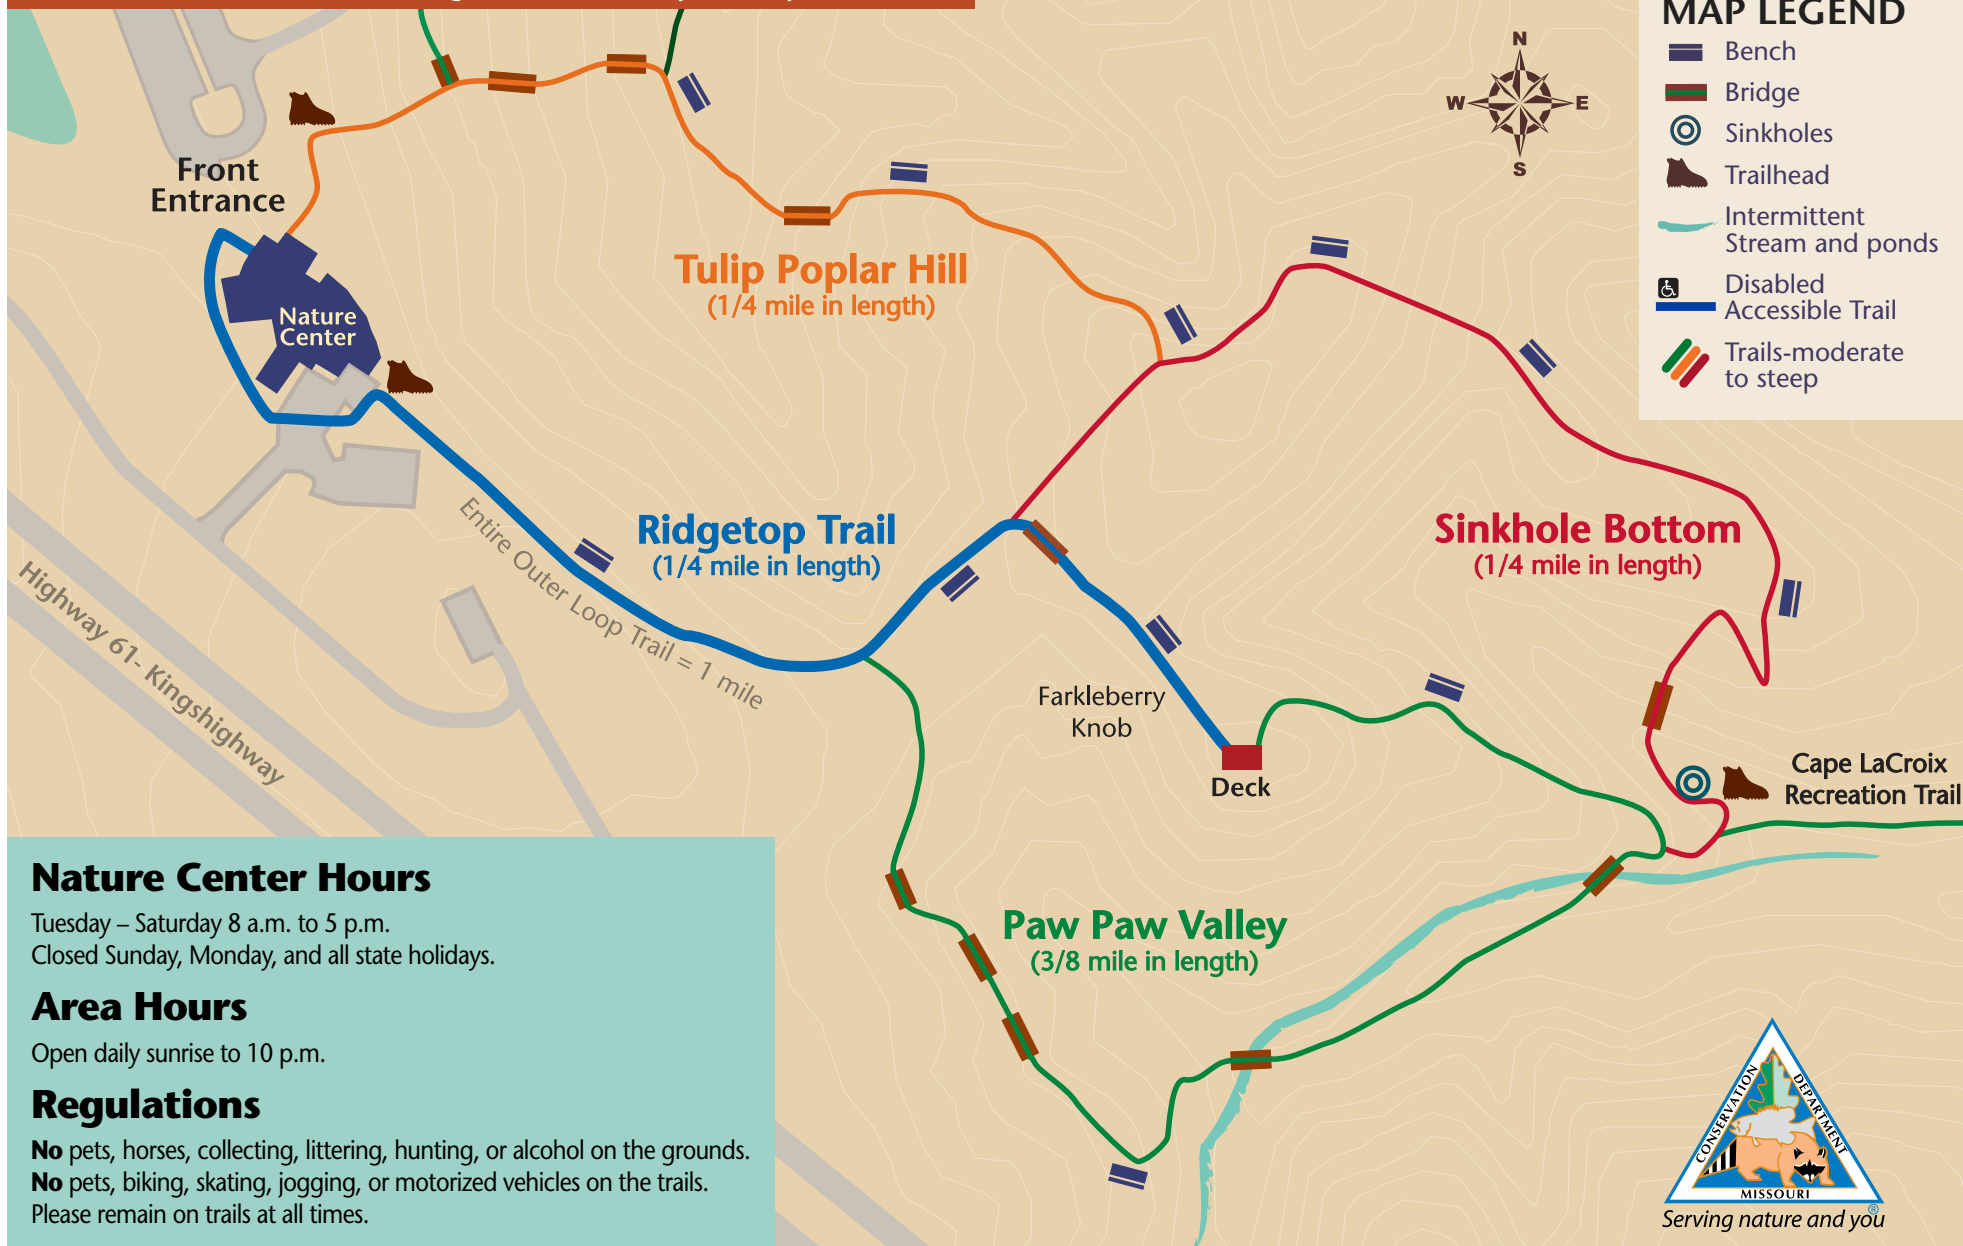 MAP LEGEND
Bench
Bridge
Sinkholes
Trailhead
Intermittent
Stream and ponds
Disabled
Accessible Trail
Trails-moderate
to steep
N
W
E
S
Front
Entrance
Nature
Center
Tulip Poplar Hill
(1/4 mile in length)
Ridgetop Trail
(1/4 mile in length)
Sinkhole Bottom
(1/4 mile in length)
Entire Outer Loop Trail = 1 mile
Highway 61- Kingshighway
Farkleberry
Knob
Deck
Cape LaCroix
Recreation Trail
Paw Paw Valley
(3/8 mile in length)
Nature Center Hours
Tuesday – Saturday 8 a.m. to 5 p.m.
Closed Sunday, Monday, and all state holidays.
Area Hours
Open daily sunrise to 10 p.m.
Regulations
No pets, horses, collecting, littering, hunting, or alcohol on the grounds.
No pets, biking, skating, jogging, or motorized vehicles on the trails.
Please remain on trails at all times.
CONSERVATION
DEPARTMENT
MISSOURI
®
Serving nature and you